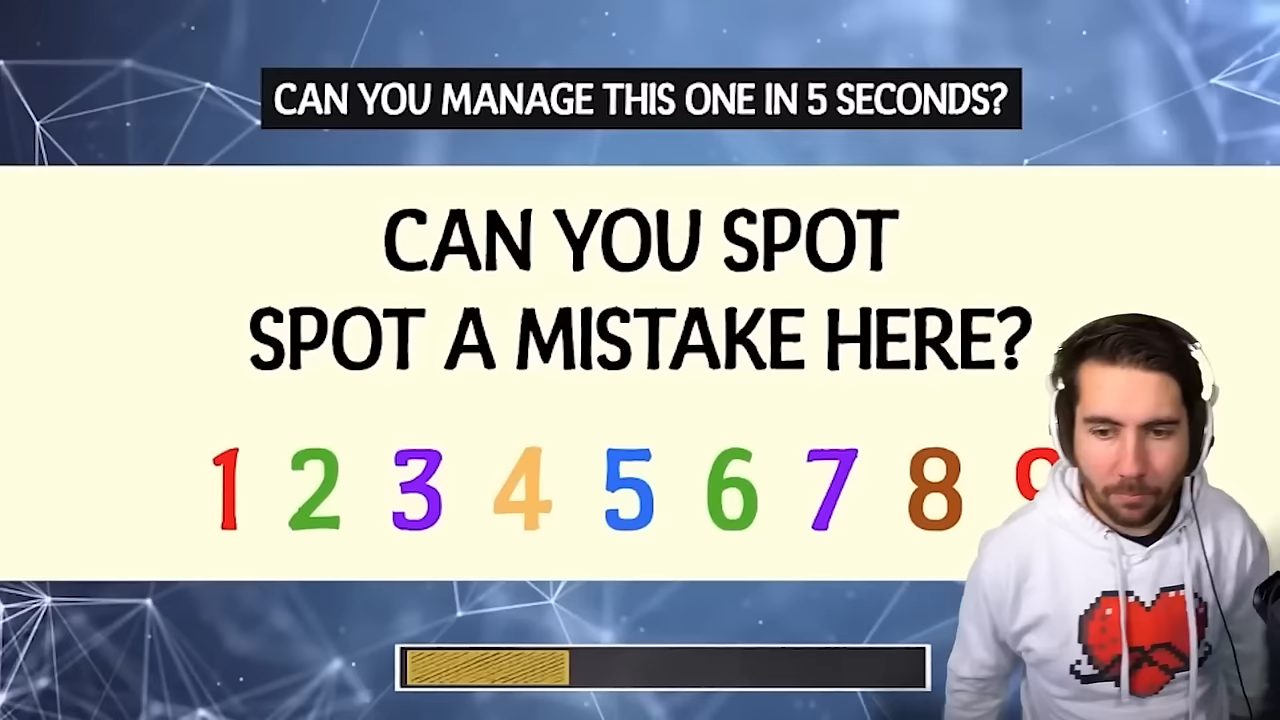 CAN YOU MANAGE THIS ONE IN 5 SECONDS?
CAN YOU SPOT
SPOT A MISTAKE HERE?
1 2 3 4 5 6 7 8 9